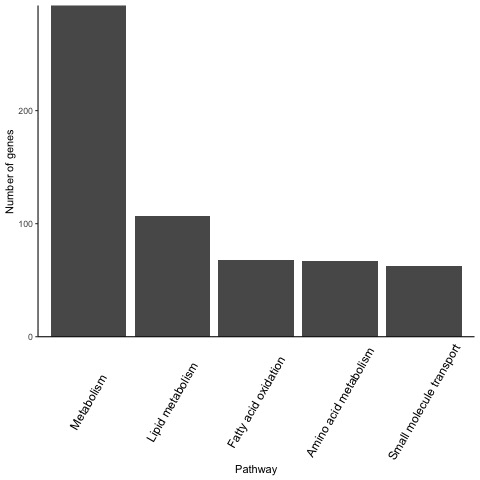 Number of genes
200
100
0
Metabolism
Lipid metabolism
Fatty acid oxidation
Amino acid metabolism
Small molecule transport
Pathway